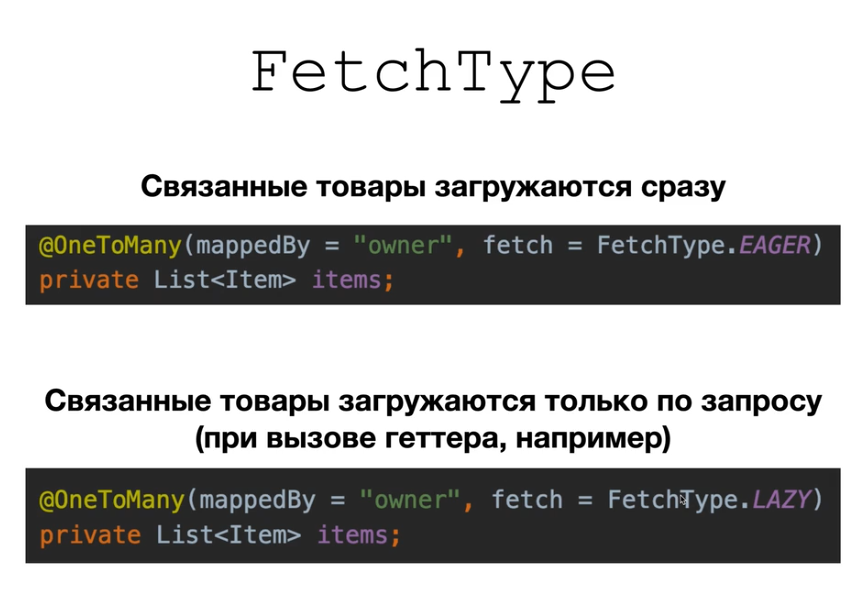 FetchType
Связанные товары загружаются сразу
@OneToMany(mappedBy = "owner", fetch = FetchType.EAGER)
private List<Item> items;
Связанные товары загружаются только по запросу
(при вызове геттера, например)
@OneToMany(mappedBy = "owner", fetch = FetchType.LAZY)
private List<Item> items;